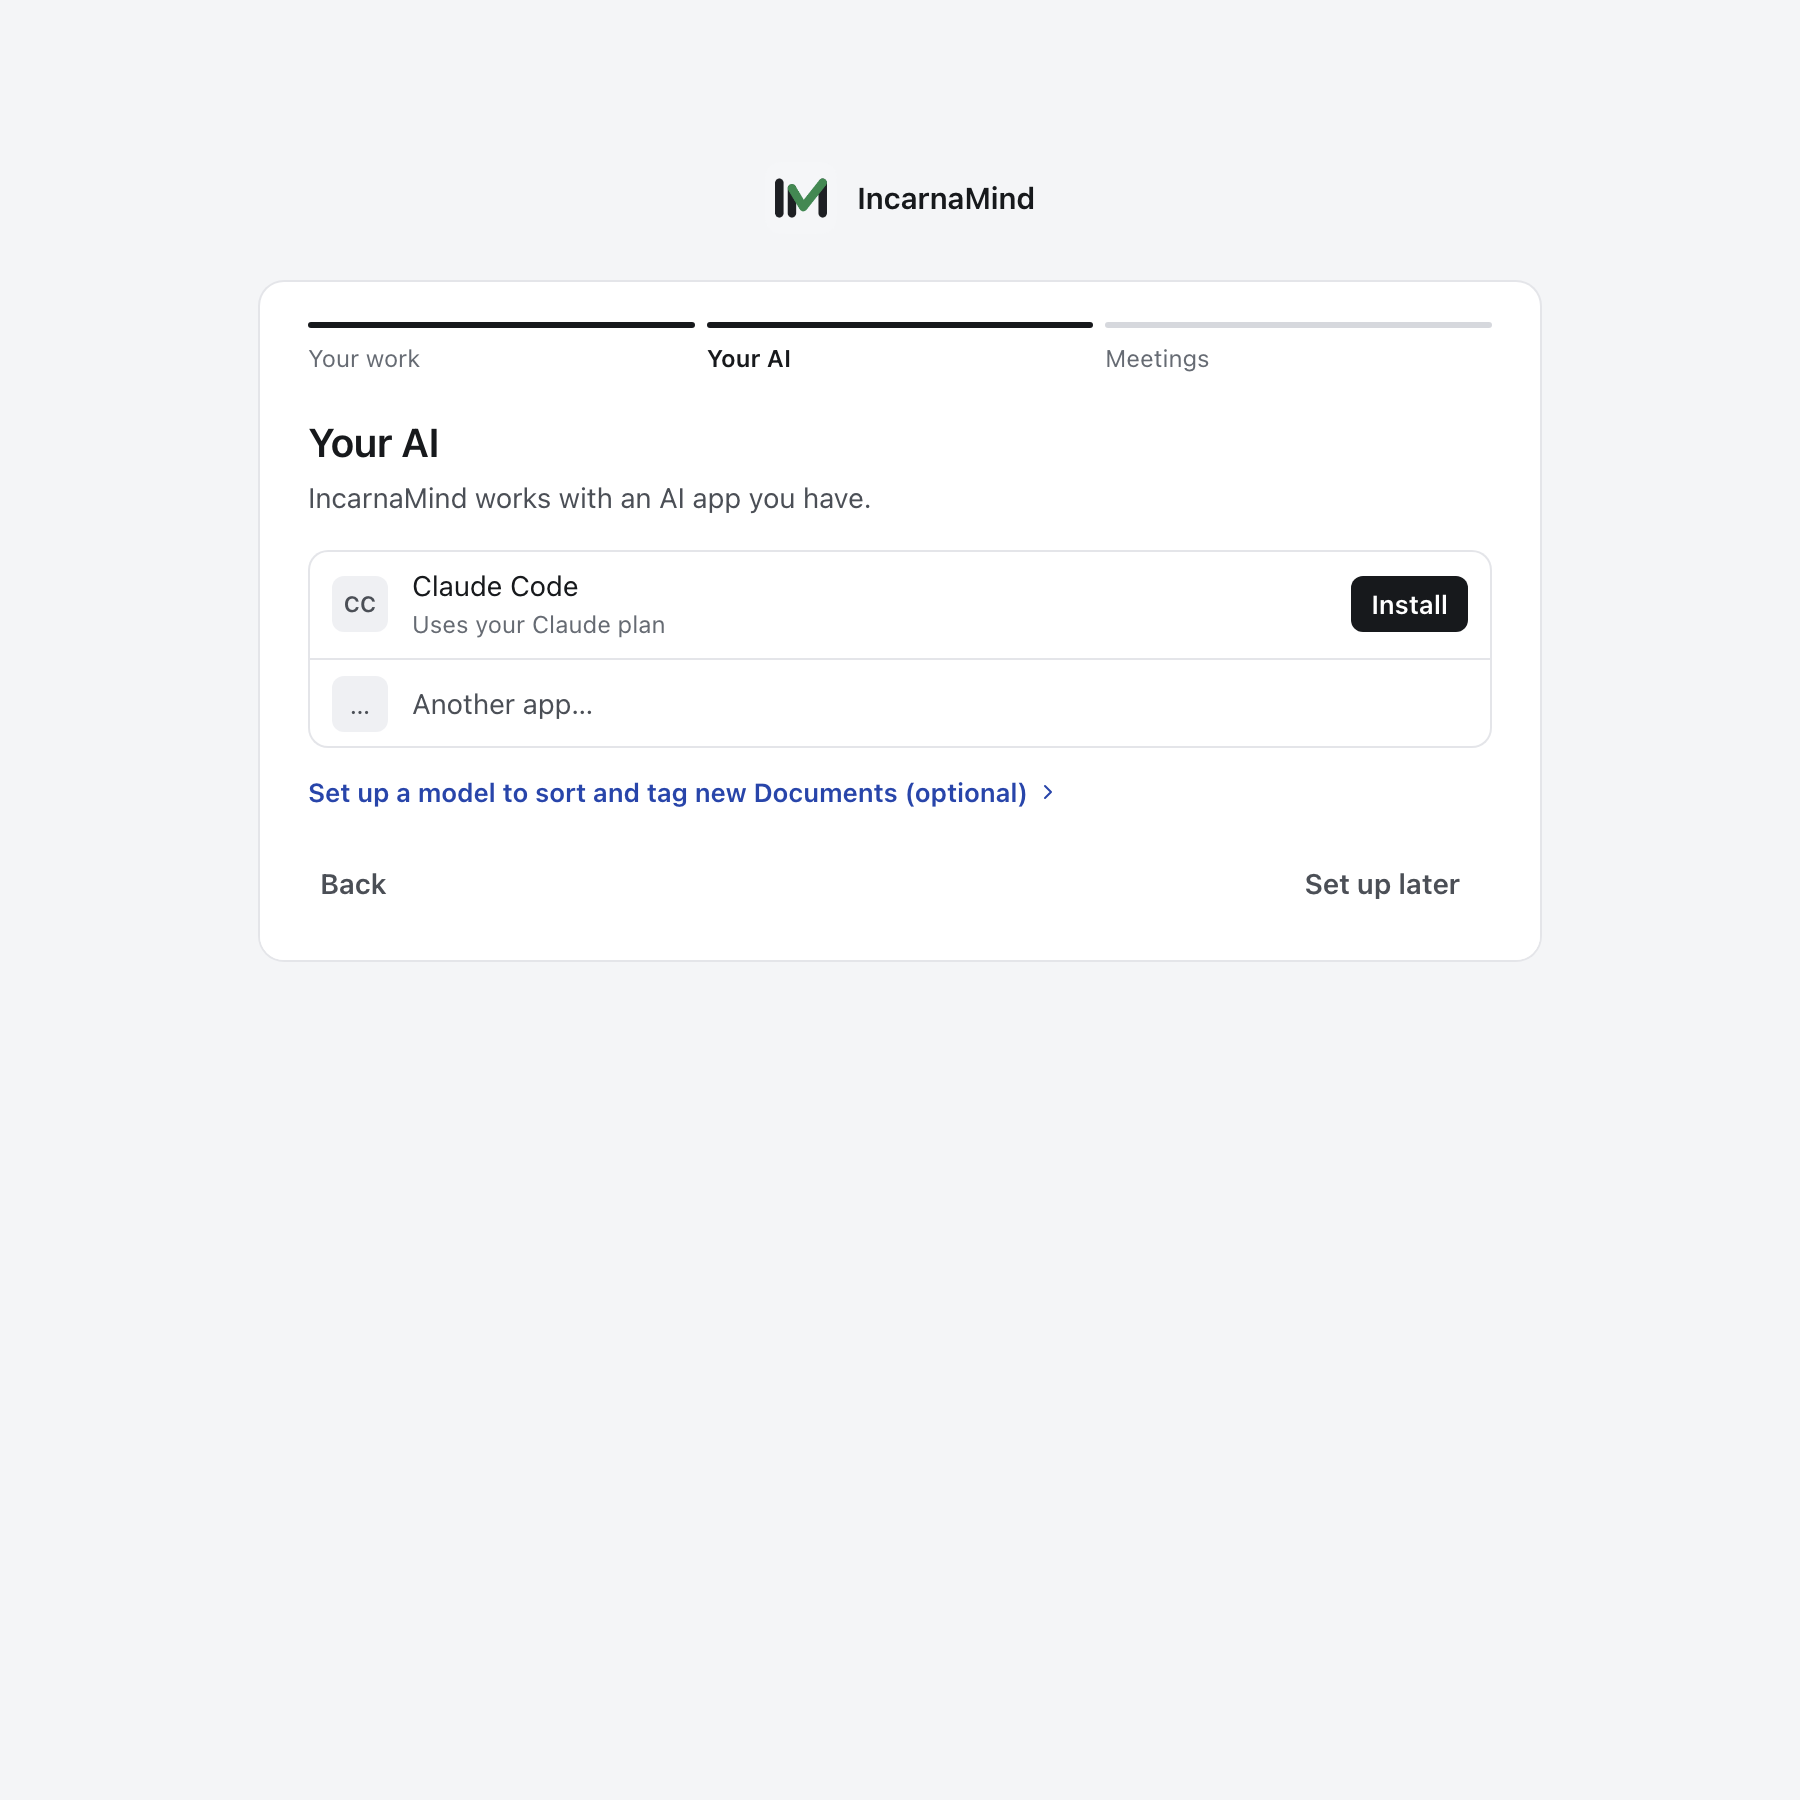 IncarnaMind
Your work
Your AI
Meetings
Your AI
IncarnaMind works with an AI app you have.
CC
Claude Code
Uses your Claude plan
Install
...
Another app...
Set up a model to sort and tag new Documents (optional)
Back
Set up later